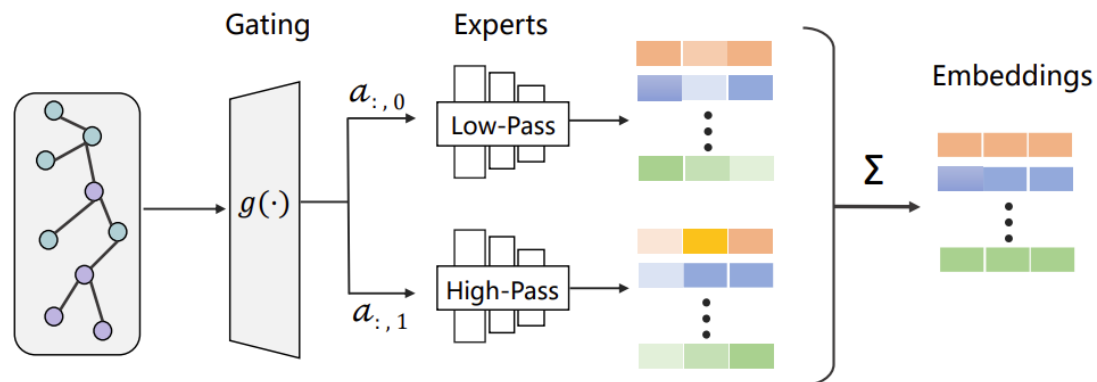 Gating
Experts
Embeddings
g(·)
a:,0
a:,1
Low-Pass
High-Pass
Σ